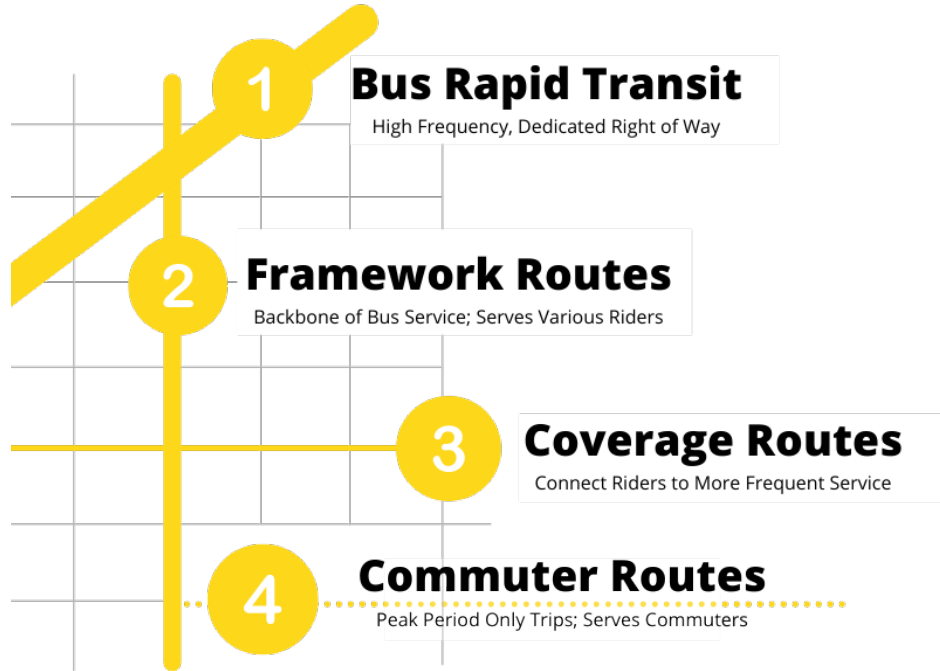 1
Bus Rapid Transit
High Frequency, Dedicated Right of Way
2
Framework Routes
Backbone of Bus Service; Serves Various Riders
3
Coverage Routes
Connect Riders to More Frequent Service
4
Commuter Routes
Peak Period Only Trips; Serves Commuters